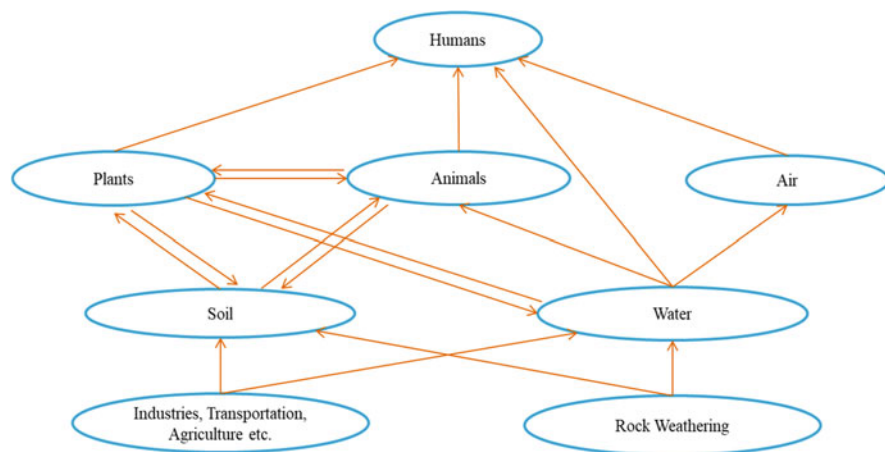 Humans
Plants
Animals
Air
Soil
Water
Industries, Transportation,
Agriculture etc.
Rock Weathering